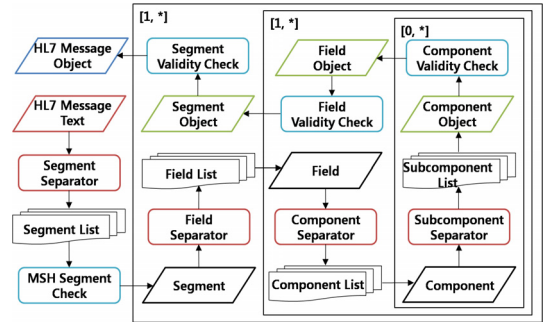 [1, *]
[1, *]
[0, *]
HL7 Message
Object
Segment
Validity Check
Field
Object
Component
Validity Check
HL7 Message
Text
Segment Object
Field
Validity Check
Component
Object
Segment
Separator
Field List
Field
Subcomponent
List
Segment List
Field
Separator
Component
Separator
Subcomponent
Separator
MSH Segment
Check
Segment
Component List
Component